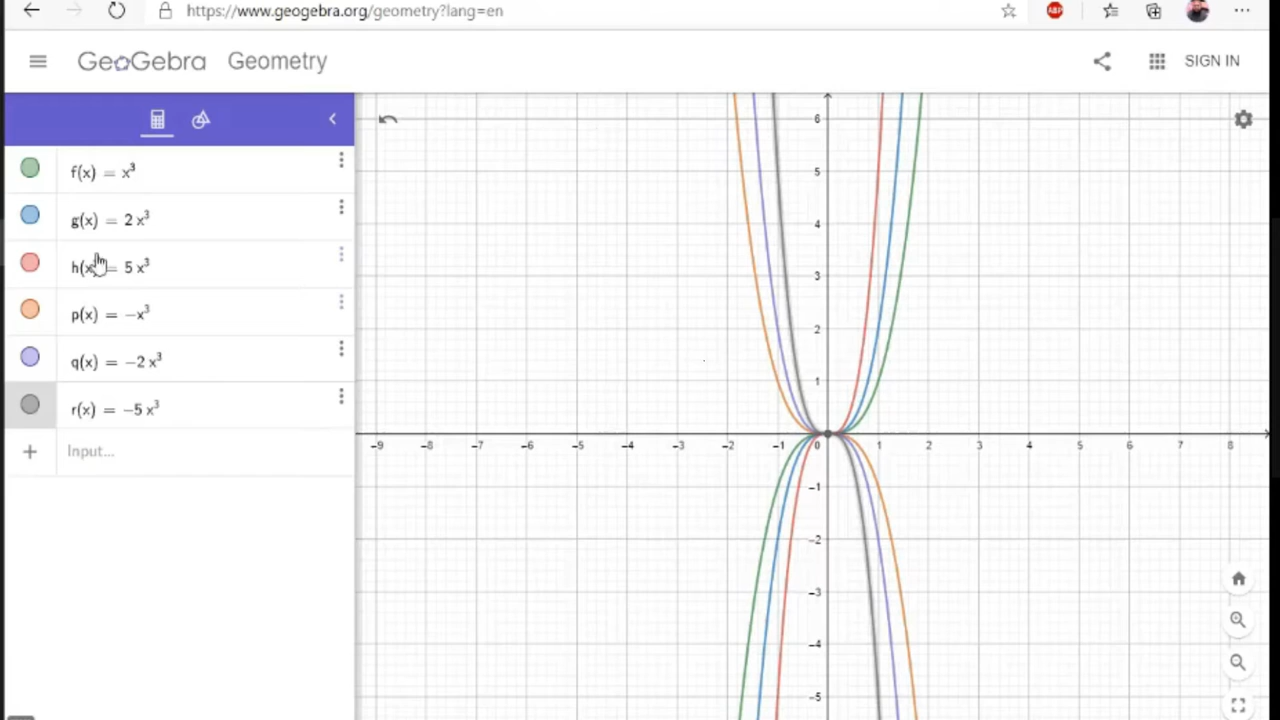 https://www.geogebra.org/geometry?lang=en
ABP
GeoGebra Geometry
SIGN IN
f(x) = x³
g(x) = 2 x³
h(x) = 5 x³
p(x) = −x³
q(x) = −2 x³
r(x) = −5 x³
+ Input...
6
5
4
3
2
1
−9 −8 −7 −6 −5 −4 −3 −2 −1 0 1 2 3 4 5 6 7 8
−1
−2
−3
−4
−5